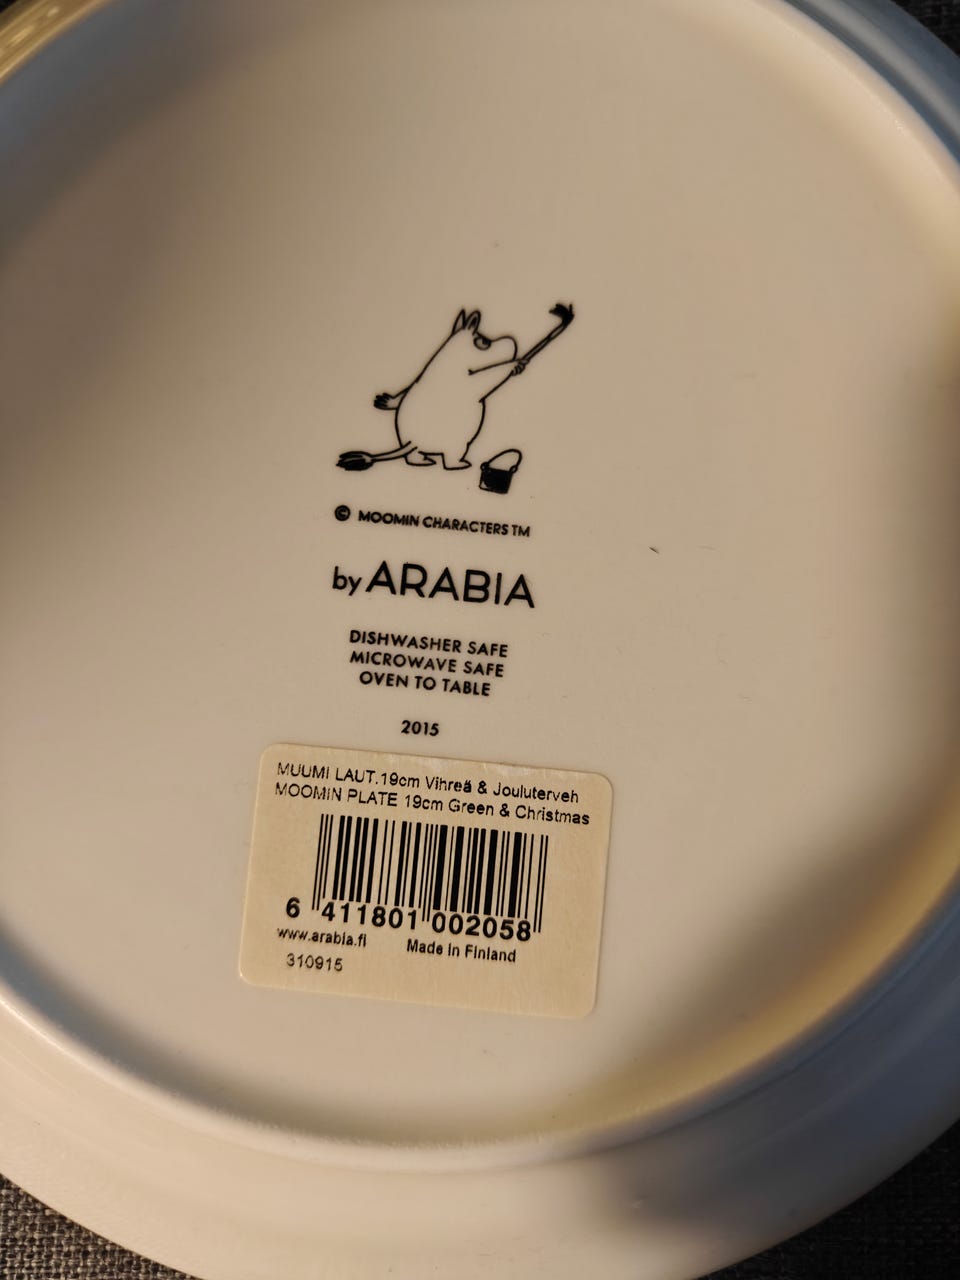 © MOOMIN CHARACTERS TM
by ARABIA
DISHWASHER SAFE
MICROWAVE SAFE
OVEN TO TABLE
2015
MUUMI LAUT.19cm Vihreä & Jouluterveh
MOOMIN PLATE 19cm Green & Christmas
6 411801 002058
www.arabia.fi Made in Finland
310915